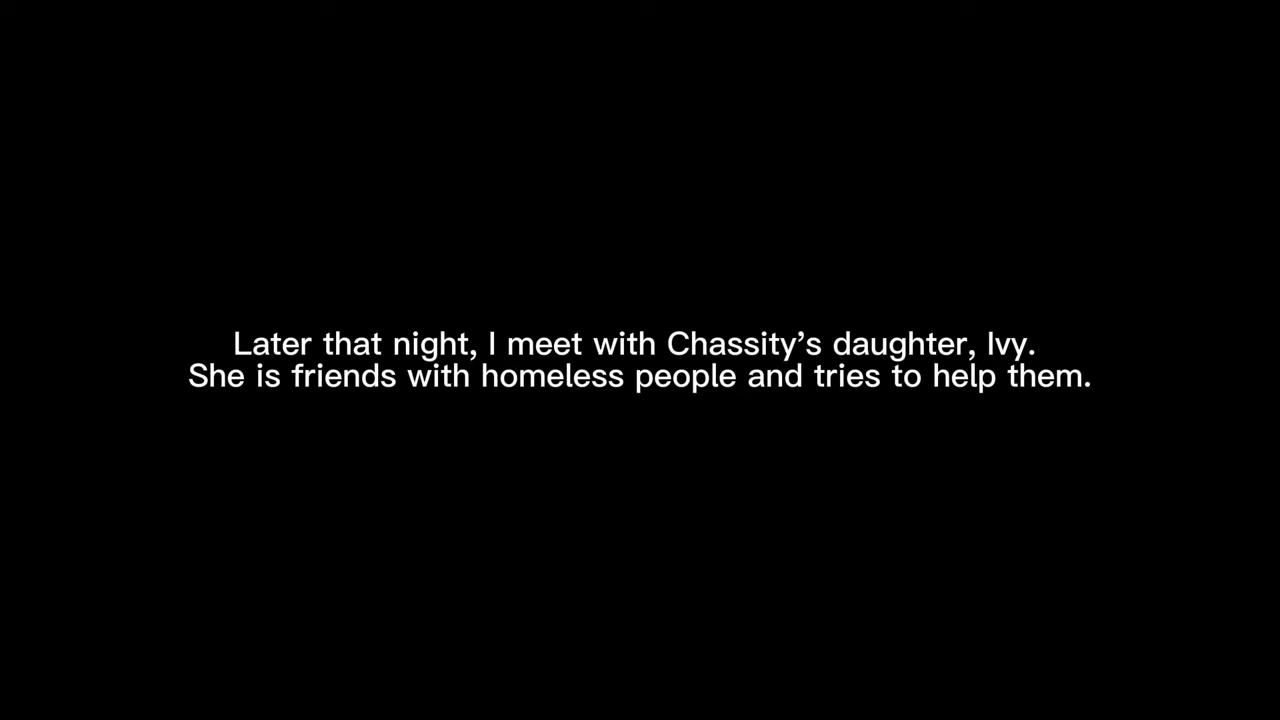 Later that night, I meet with Chassity’s daughter, Ivy.
She is friends with homeless people and tries to help them.